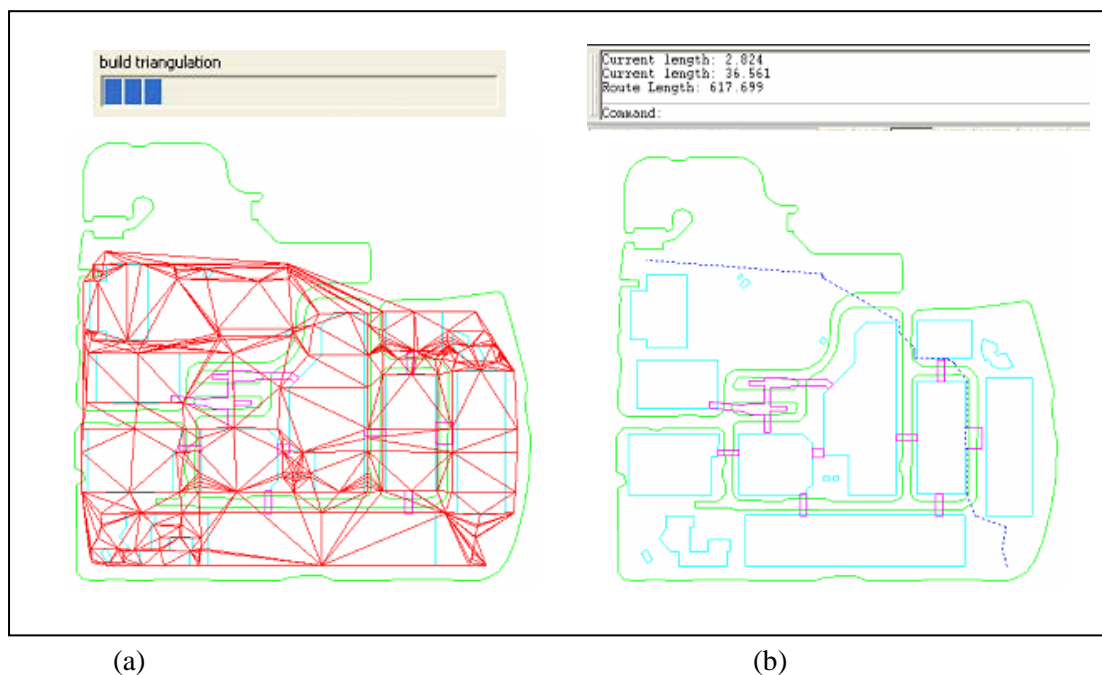 build triangulation
Current length: 2.824
Current length: 36.561
Route Length: 617.699
Command:
(a)
(b)